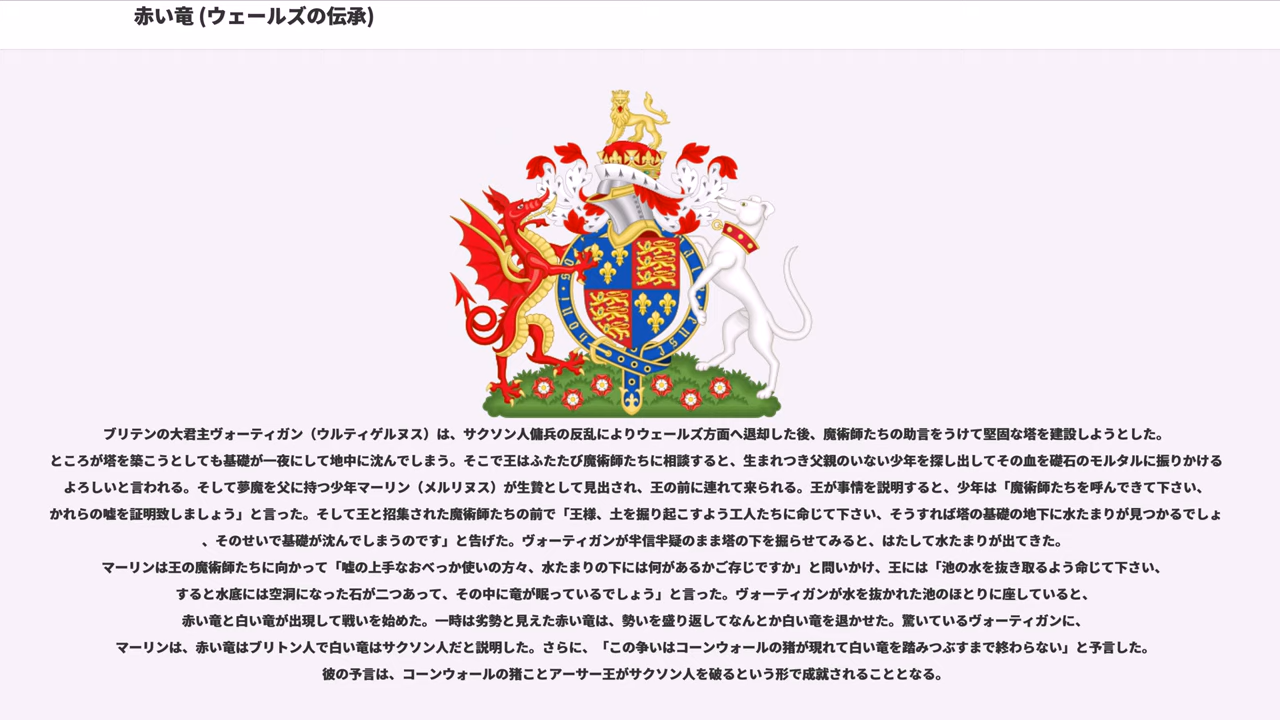 赤い竜 (ウェールズの伝承)
ブリテンの大君主ヴォーティガン（ウルティゲルヌス）は、サクソン人傭兵の反乱によりウェールズ方面へ退却した後、魔術師たちの助言をうけて堅固な塔を建設しようとした。
ところが塔を築こうとしても基礎が一夜にして地中に沈んでしまう。そこで王はふたたび魔術師たちに相談すると、生まれつき父親のいない少年を探し出してその血を礎石のモルタルに振りかける
よろしいと言われる。そして夢魔を父に持つ少年マーリン（メルリヌス）が生贄として見出され、王の前に連れて来られる。王が事情を説明すると、少年は「魔術師たちを呼んできて下さい、
かれらの嘘を証明致しましょう」と言った。そして王と招集された魔術師たちの前で「王様、土を掘り起こすよう工人たちに命じて下さい、そうすれば塔の基礎の地下に水たまりが見つかるでしょ
、そのせいで基礎が沈んでしまうのです」と告げた。ヴォーティガンが半信半疑のまま塔の下を掘らせてみると、はたして水たまりが出てきた。
マーリンは王の魔術師たちに向かって「嘘の上手なおべっか使いの方々、水たまりの下には何があるかご存じですか」と問いかけ、王には「池の水を抜き取るよう命じて下さい、
すると水底には空洞になった石が二つあって、その中に竜が眠っているでしょう」と言った。ヴォーティガンが水を抜かれた池のほとりに座していると、
赤い竜と白い竜が出現して戦いを始めた。一時は劣勢と見えた赤い竜は、勢いを盛り返してなんとか白い竜を退かせた。驚いているヴォーティガンに、
マーリンは、赤い竜はブリトン人で白い竜はサクソン人だと説明した。さらに、「この争いはコーンウォールの猪が現れて白い竜を踏みつぶすまで終わらない」と予言した。
彼の予言は、コーンウォールの猪ことアーサー王がサクソン人を破るという形で成就されることとなる。